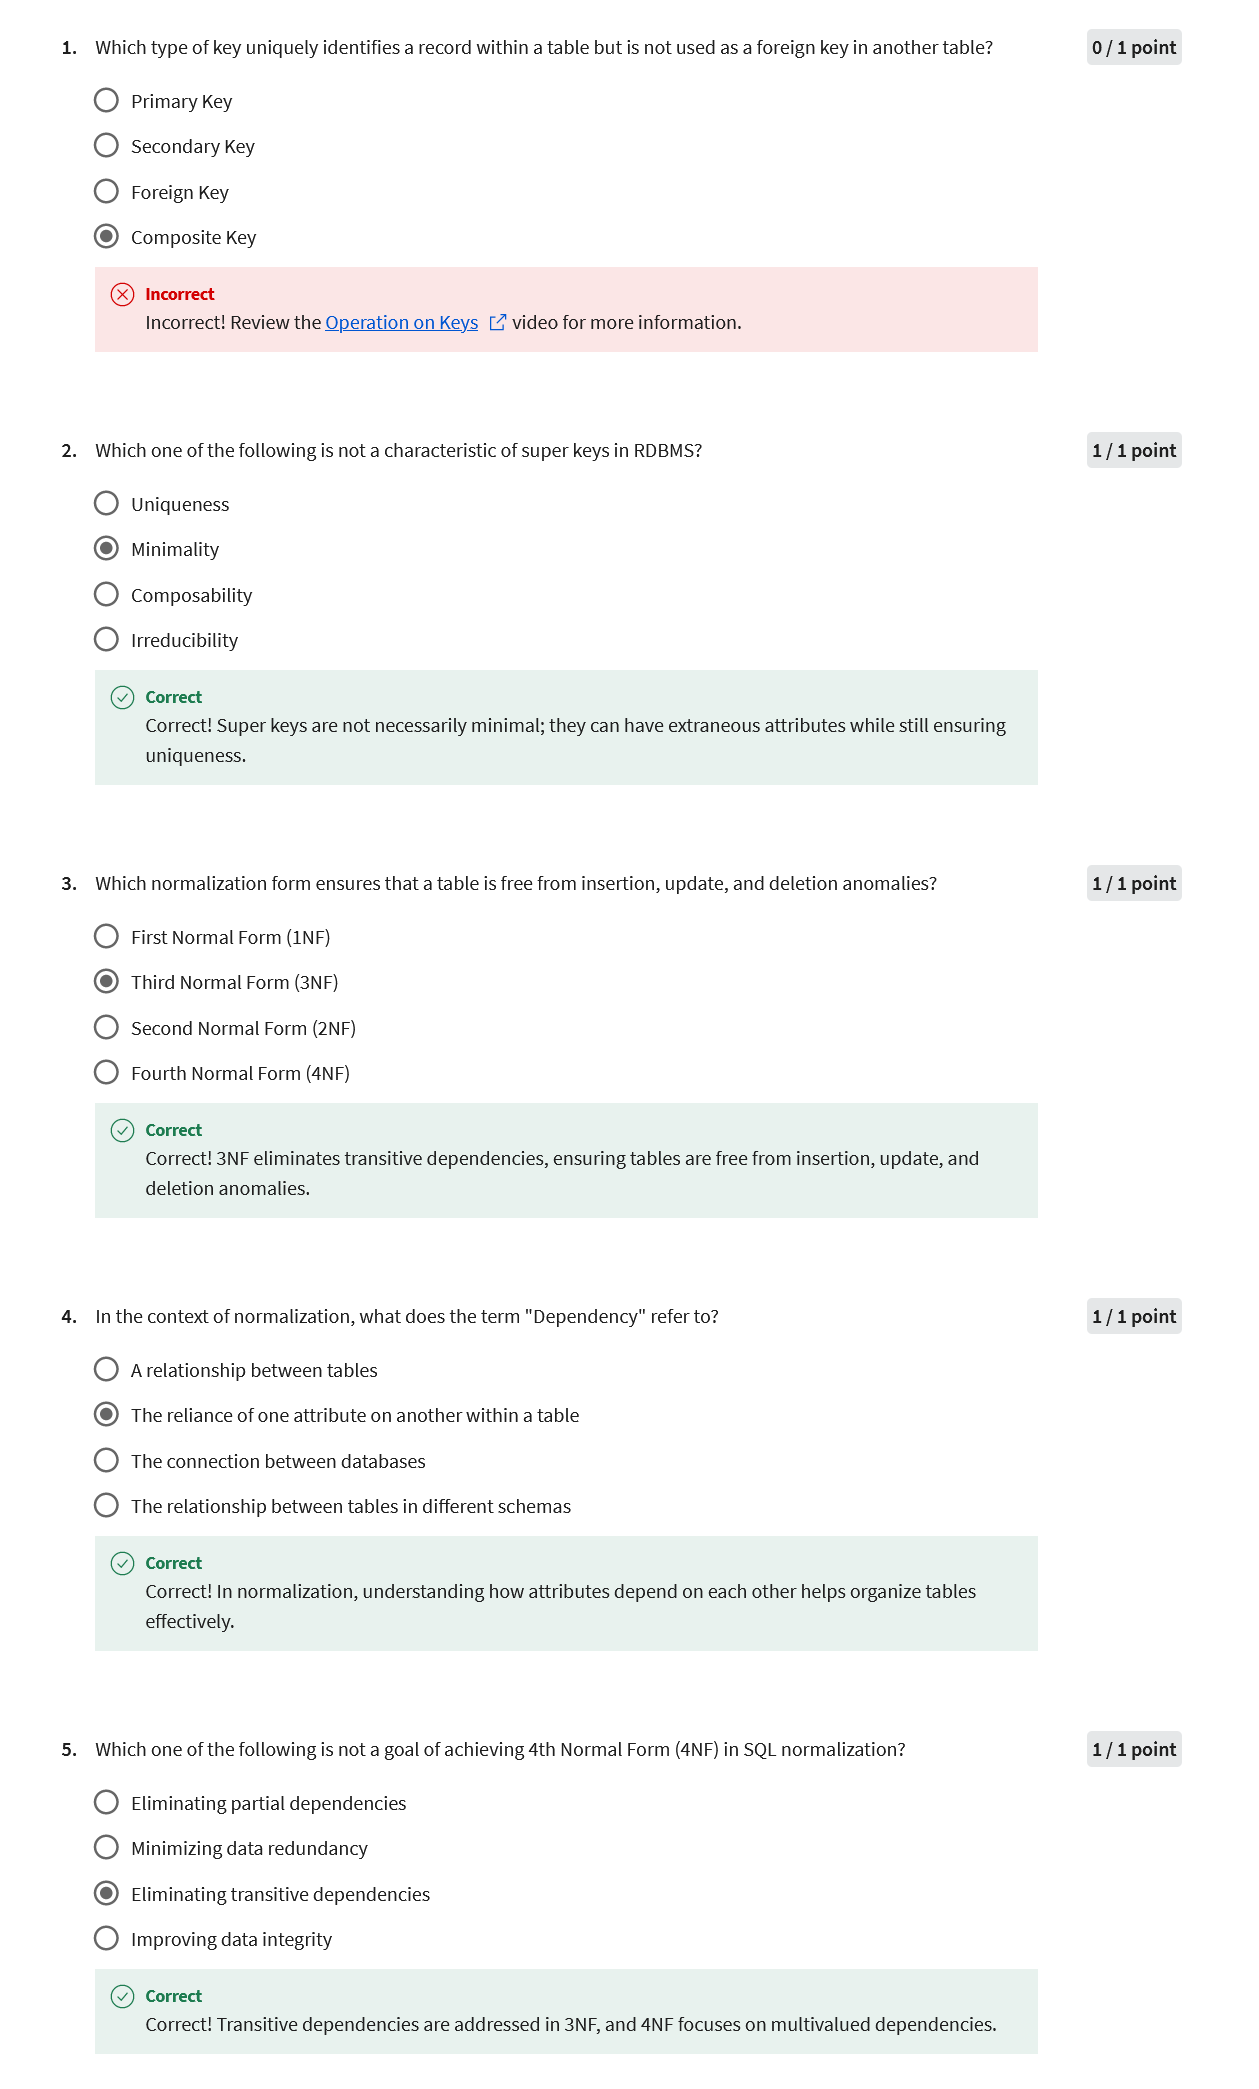 1. Which type of key uniquely identifies a record within a table but is not used as a foreign key in another table? 0 / 1 point
Primary Key
Secondary Key
Foreign Key
Composite Key
Incorrect
Incorrect! Review the Operation on Keys video for more information.
2. Which one of the following is not a characteristic of super keys in RDBMS? 1 / 1 point
Uniqueness
Minimality
Composability
Irreducibility
Correct
Correct! Super keys are not necessarily minimal; they can have extraneous attributes while still ensuring
uniqueness.
3. Which normalization form ensures that a table is free from insertion, update, and deletion anomalies? 1 / 1 point
First Normal Form (1NF)
Third Normal Form (3NF)
Second Normal Form (2NF)
Fourth Normal Form (4NF)
Correct
Correct! 3NF eliminates transitive dependencies, ensuring tables are free from insertion, update, and
deletion anomalies.
4. In the context of normalization, what does the term "Dependency" refer to? 1 / 1 point
A relationship between tables
The reliance of one attribute on another within a table
The connection between databases
The relationship between tables in different schemas
Correct
Correct! In normalization, understanding how attributes depend on each other helps organize tables
effectively.
5. Which one of the following is not a goal of achieving 4th Normal Form (4NF) in SQL normalization? 1 / 1 point
Eliminating partial dependencies
Minimizing data redundancy
Eliminating transitive dependencies
Improving data integrity
Correct
Correct! Transitive dependencies are addressed in 3NF, and 4NF focuses on multivalued dependencies.